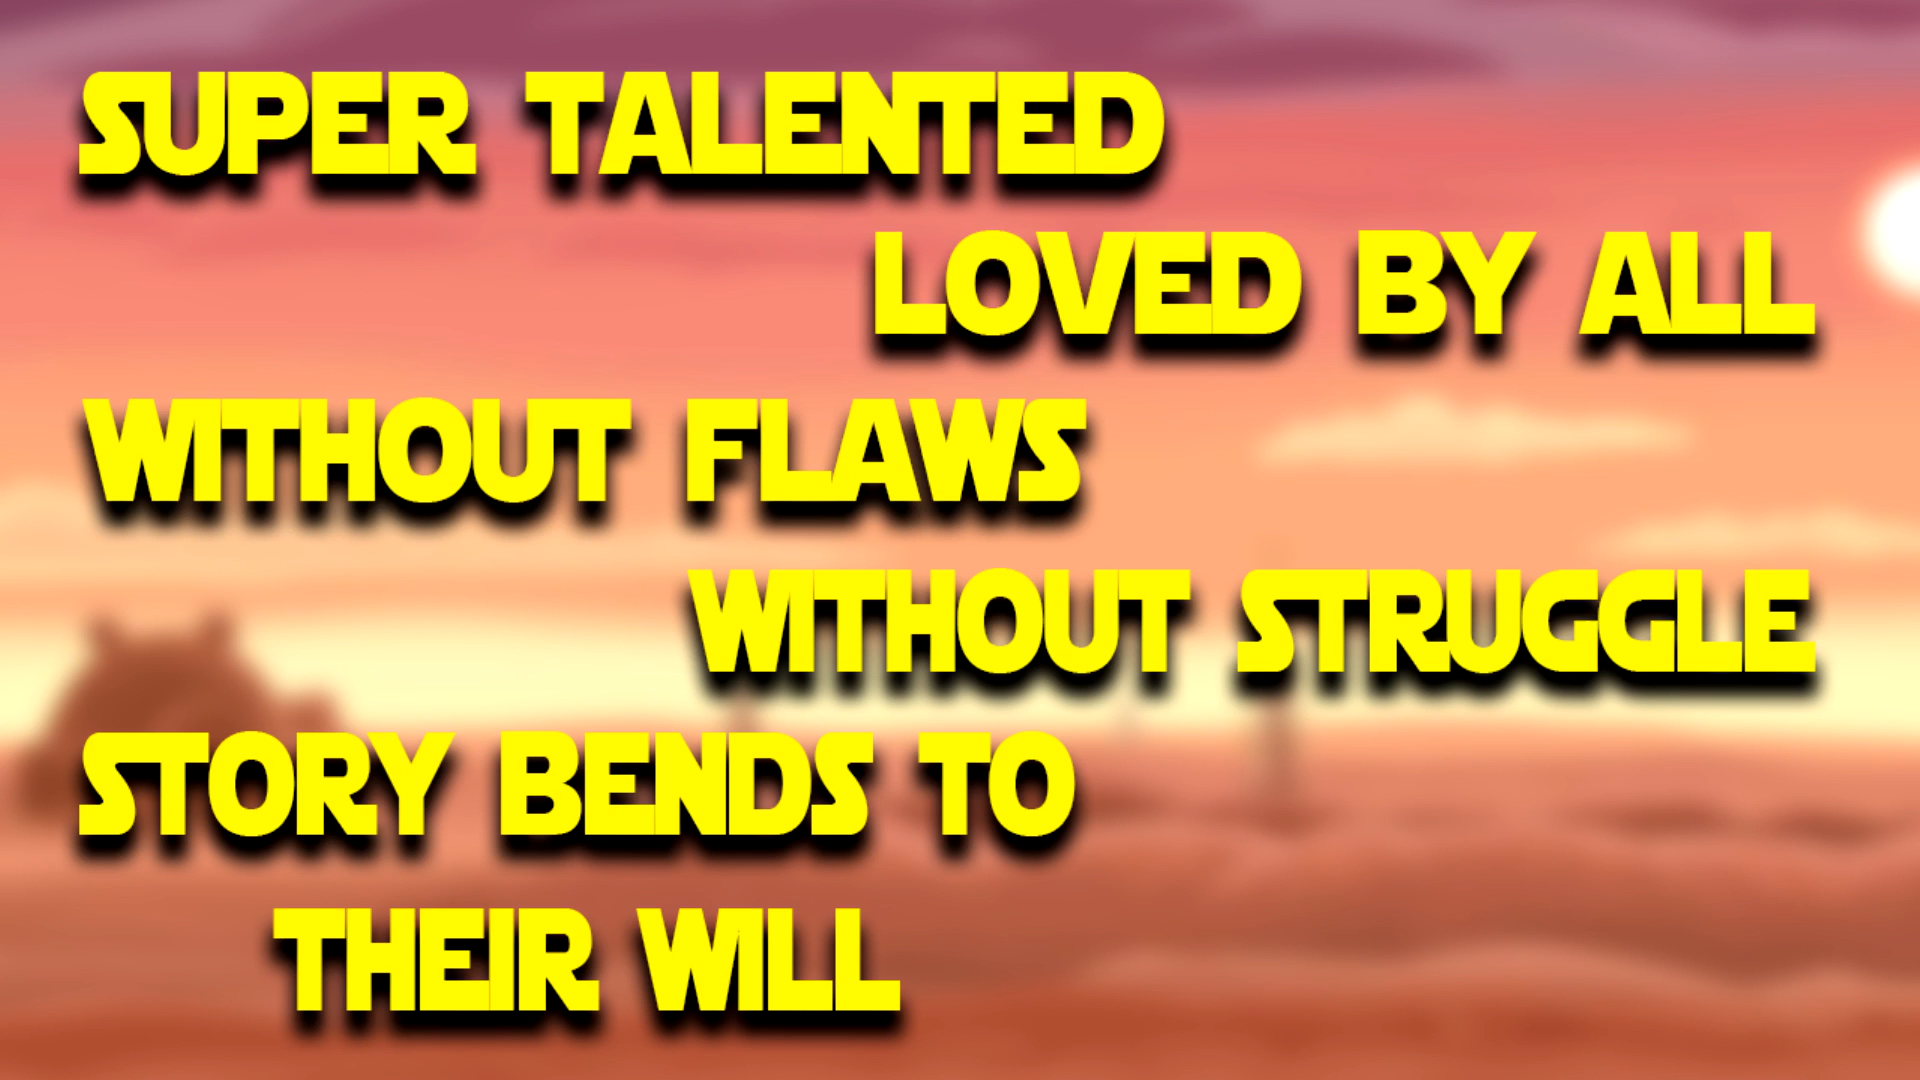 SUPER TALENTED
LOVED BY ALL
WITHOUT FLAWS
WITHOUT STRUGGLE
STORY BENDS TO
THEIR WILL